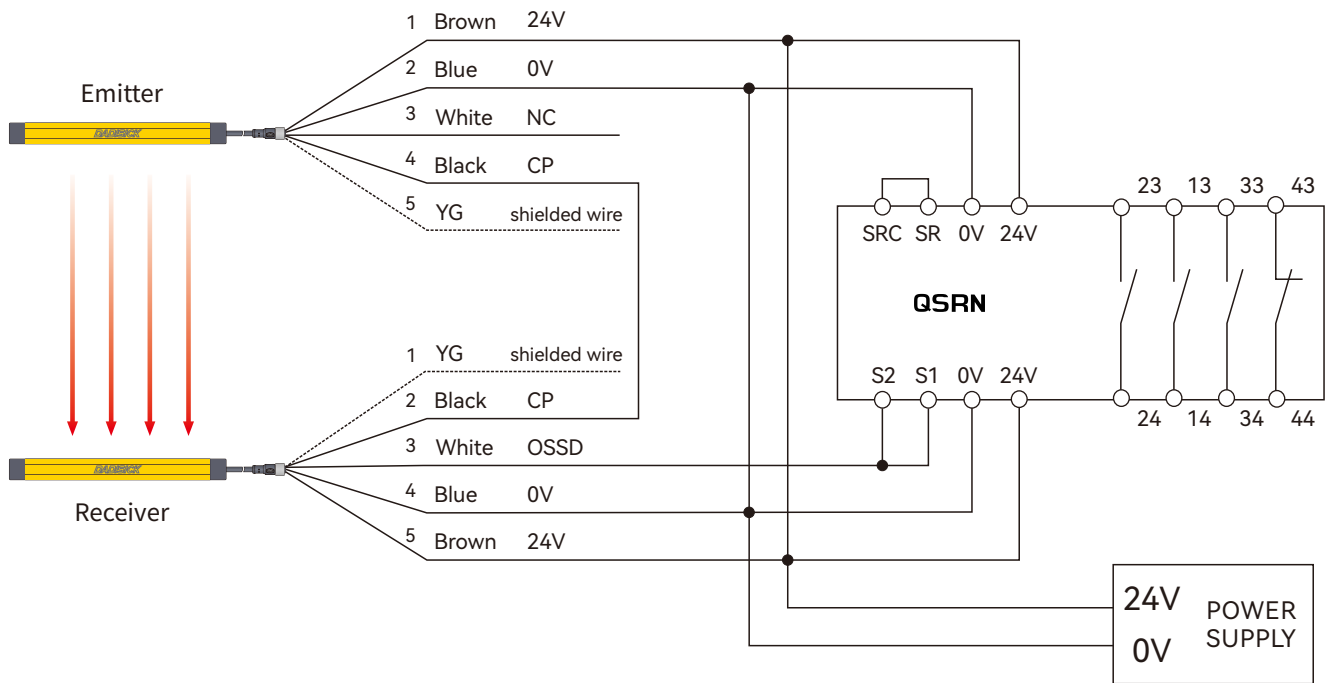 1 Brown 24V
2 Blue 0V
Emitter
3 White NC
DADISICK
4 Black CP
5 YG shielded wire
23 13 33 43
SRC SR 0V 24V
QSRN
1 YG shielded wire
S2 S1 0V 24V
2 Black CP
24 14 34 44
3 White OSSD
DADISICK
4 Blue 0V
Receiver
5 Brown 24V
24V
0V
POWER
SUPPLY